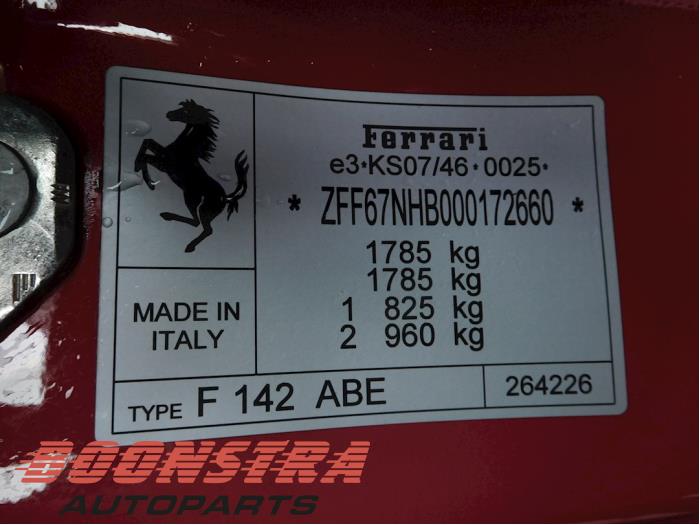 Ferrari
e3*KS07/46*0025*
* ZFF67NHB000172660 *
1785 kg
1785 kg
1 825 kg
2 960 kg
MADE IN
ITALY
TYPE F 142 ABE
264226
BOONSTRA
AUTOPARTS